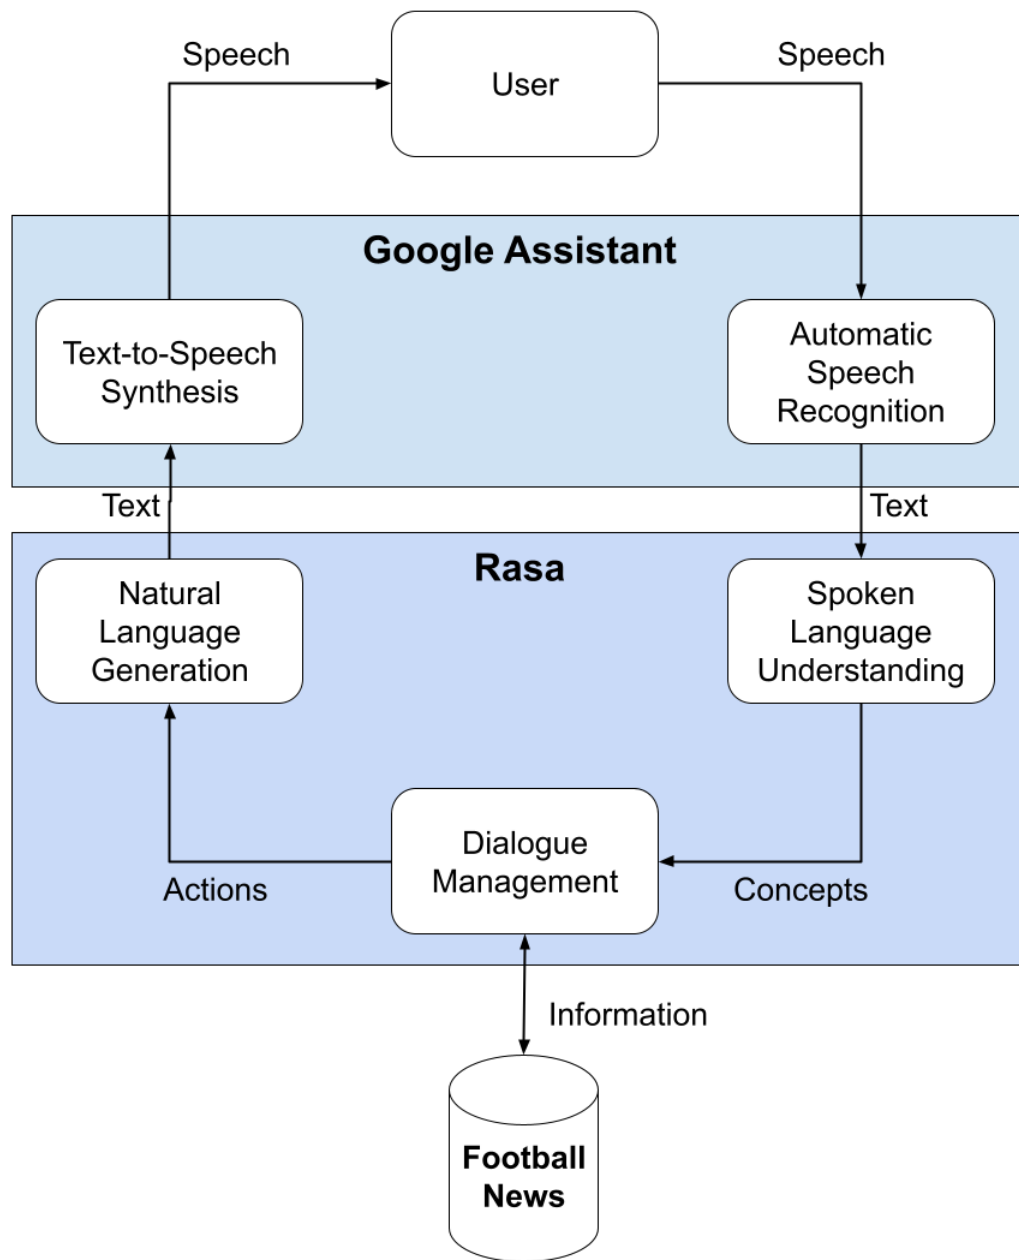 Speech
User
Speech
Google Assistant
Text-to-Speech
Synthesis
Automatic
Speech
Recognition
Text
Text
Rasa
Natural
Language
Generation
Spoken
Language
Understanding
Dialogue
Management
Actions
Concepts
Information
Football
News